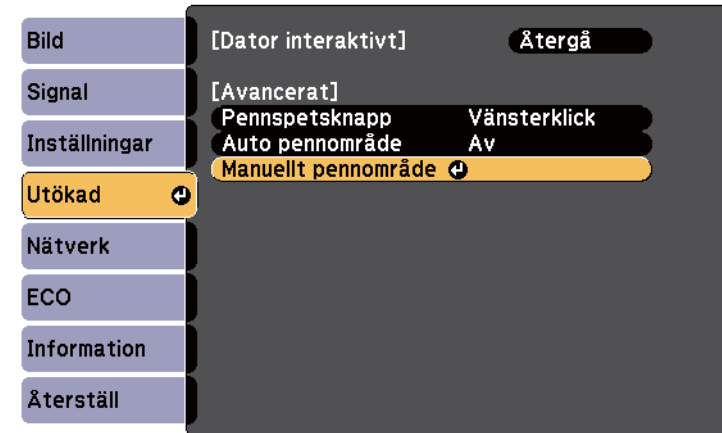 Bild
Signal
Inställningar
Utökad
Nätverk
ECO
Information
Återställ
[Dator interaktivt] Återgå
[Avancerat]
Pennspetsknapp Vänsterklick
Auto pennområde Av
Manuellt pennområde